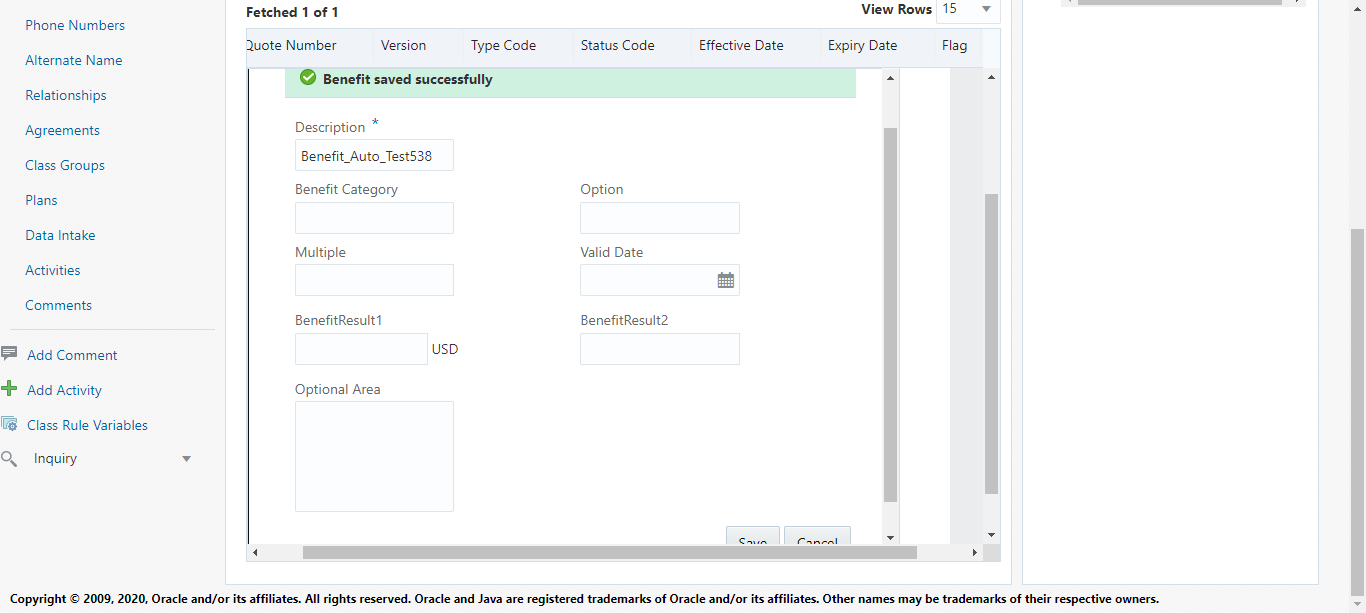 Phone Numbers
Alternate Name
Relationships
Agreements
Class Groups
Plans
Data Intake
Activities
Comments
Add Comment
Add Activity
Class Rule Variables
Inquiry
Fetched 1 of 1
View Rows 15
Quote Number Version Type Code Status Code Effective Date Expiry Date Flag
Benefit saved successfully
Description *
Benefit_Auto_Test538
Benefit Category Option
Multiple Valid Date
BenefitResult1 BenefitResult2
USD
Optional Area
Save Cancel
Copyright © 2009, 2020, Oracle and/or its affiliates. All rights reserved. Oracle and Java are registered trademarks of Oracle and/or its affiliates. Other names may be trademarks of their respective owners.